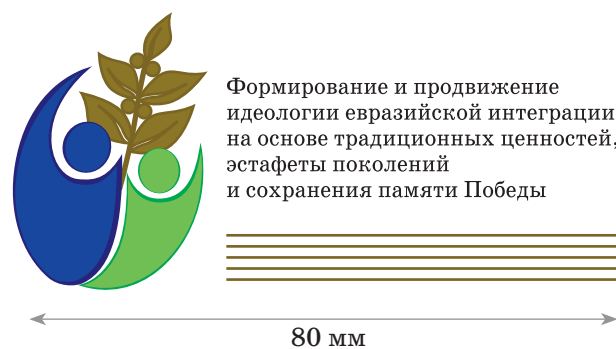 Формирование и продвижение
идеологии евразийской интеграции
на основе традиционных ценностей,
эстафеты поколений
и сохранения памяти Победы
80 мм